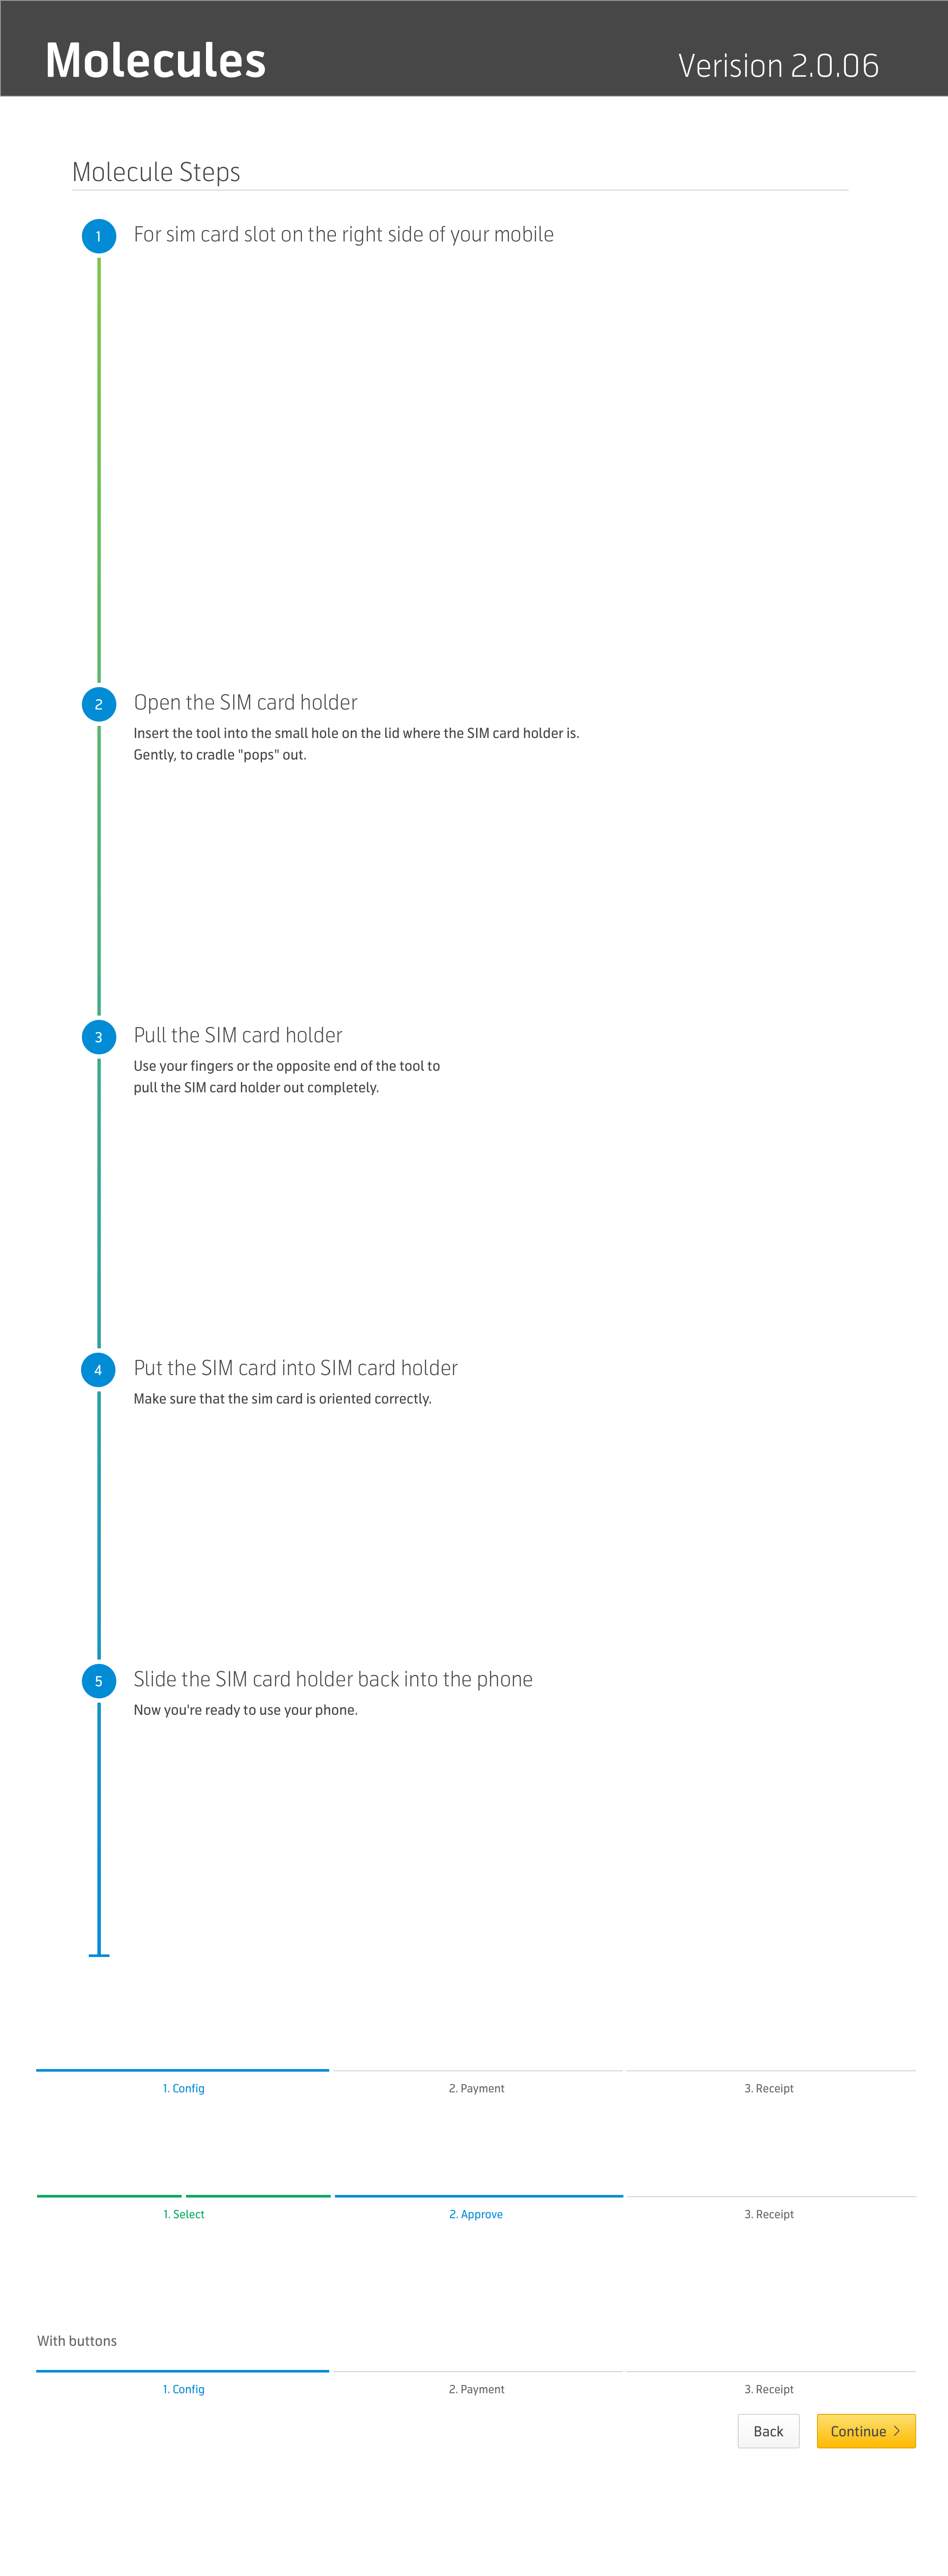 Molecules
Verision 2.0.06
Molecule Steps
1
For sim card slot on the right side of your mobile
2
Open the SIM card holder
Insert the tool into the small hole on the lid where the SIM card holder is.
Gently, to cradle "pops" out.
3
Pull the SIM card holder
Use your fingers or the opposite end of the tool to
pull the SIM card holder out completely.
4
Put the SIM card into SIM card holder
Make sure that the sim card is oriented correctly.
5
Slide the SIM card holder back into the phone
Now you're ready to use your phone.
1. Config
2. Payment
3. Receipt
1. Select
2. Approve
3. Receipt
With buttons
1. Config
2. Payment
3. Receipt
Back
Continue